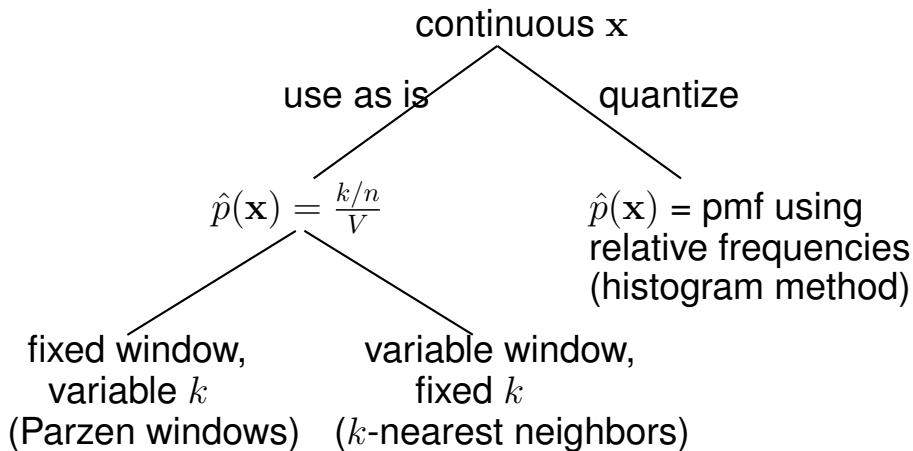 continuous x
use as is
quantize
p̂(x) = (k/n)/V
p̂(x) = pmf using
relative frequencies
(histogram method)
fixed window,
variable k
(Parzen windows)
variable window,
fixed k
(k-nearest neighbors)